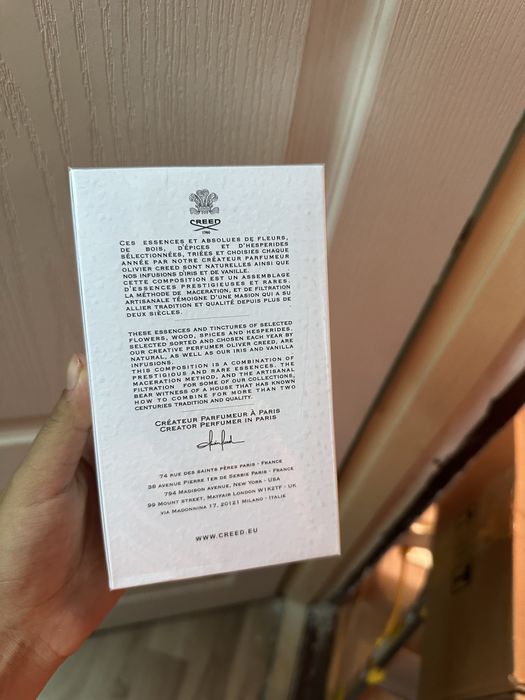 CREED
1760
CES ESSENCES ET ABSOLUES DE FLEURS,
DE BOIS, D'ÉPICES ET D'HESPERIDES
SÉLECTIONNÉES, TRIÉES ET CHOISIES CHAQUE
ANNÉE PAR NOTRE CRÉATEUR PARFUMEUR
OLIVIER CREED SONT NATURELLES AINSI QUE
NOS INFUSIONS D'IRIS ET DE VANILLE.
CETTE COMPOSITION EST UN ASSEMBLAGE
D'ESSENCES PRESTIGIEUSES ET RARES.
LA MÉTHODE DE MACERATION, ET DE FILTRATION
ARTISANALE TÉMOIGNE D'UNE MASION QUI A SU
ALLIER TRADITION ET QUALITÉ DEPUIS PLUS DE
DEUX SIÈCLES.
THESE ESSENCES AND TINCTURES OF SELECTED
FLOWERS, WOOD, SPICES AND HESPERIDES.
SELECTED SORTED AND CHOSEN EACH YEAR BY
OUR CREATIVE PERFUMER OLIVER CREED, ARE
NATURAL, AS WELL AS OUR IRIS AND VANILLA
INFUSIONS.
THIS COMPOSITION IS A COMBINATION OF
PRESTIGIOUS AND RARE ESSENCES. THE
MACERATION METHOD, AND THE ARTISANAL
FILTRATION FOR SOME OF OUR COLLECTIONS,
BEAR WITNESS OF A HOUSE THAT HAS KNOWN
HOW TO COMBINE FOR MORE THAN TWO
CENTURIES TRADITION AND QUALITY.
CRÉATEUR PARFUMEUR À PARIS
CREATOR PERFUMER IN PARIS
74 RUE DES SAINTS PÈRES PARIS - FRANCE
38 AVENUE PIERRE 1ER DE SERBIE PARIS - FRANCE
794 MADISON AVENUE, NEW YORK - USA
99 MOUNT STREET, MAYFAIR LONDON W1K2TF - UK
VIA MADONNINA 17, 20121 MILANO - ITALIE
WWW.CREED.EU